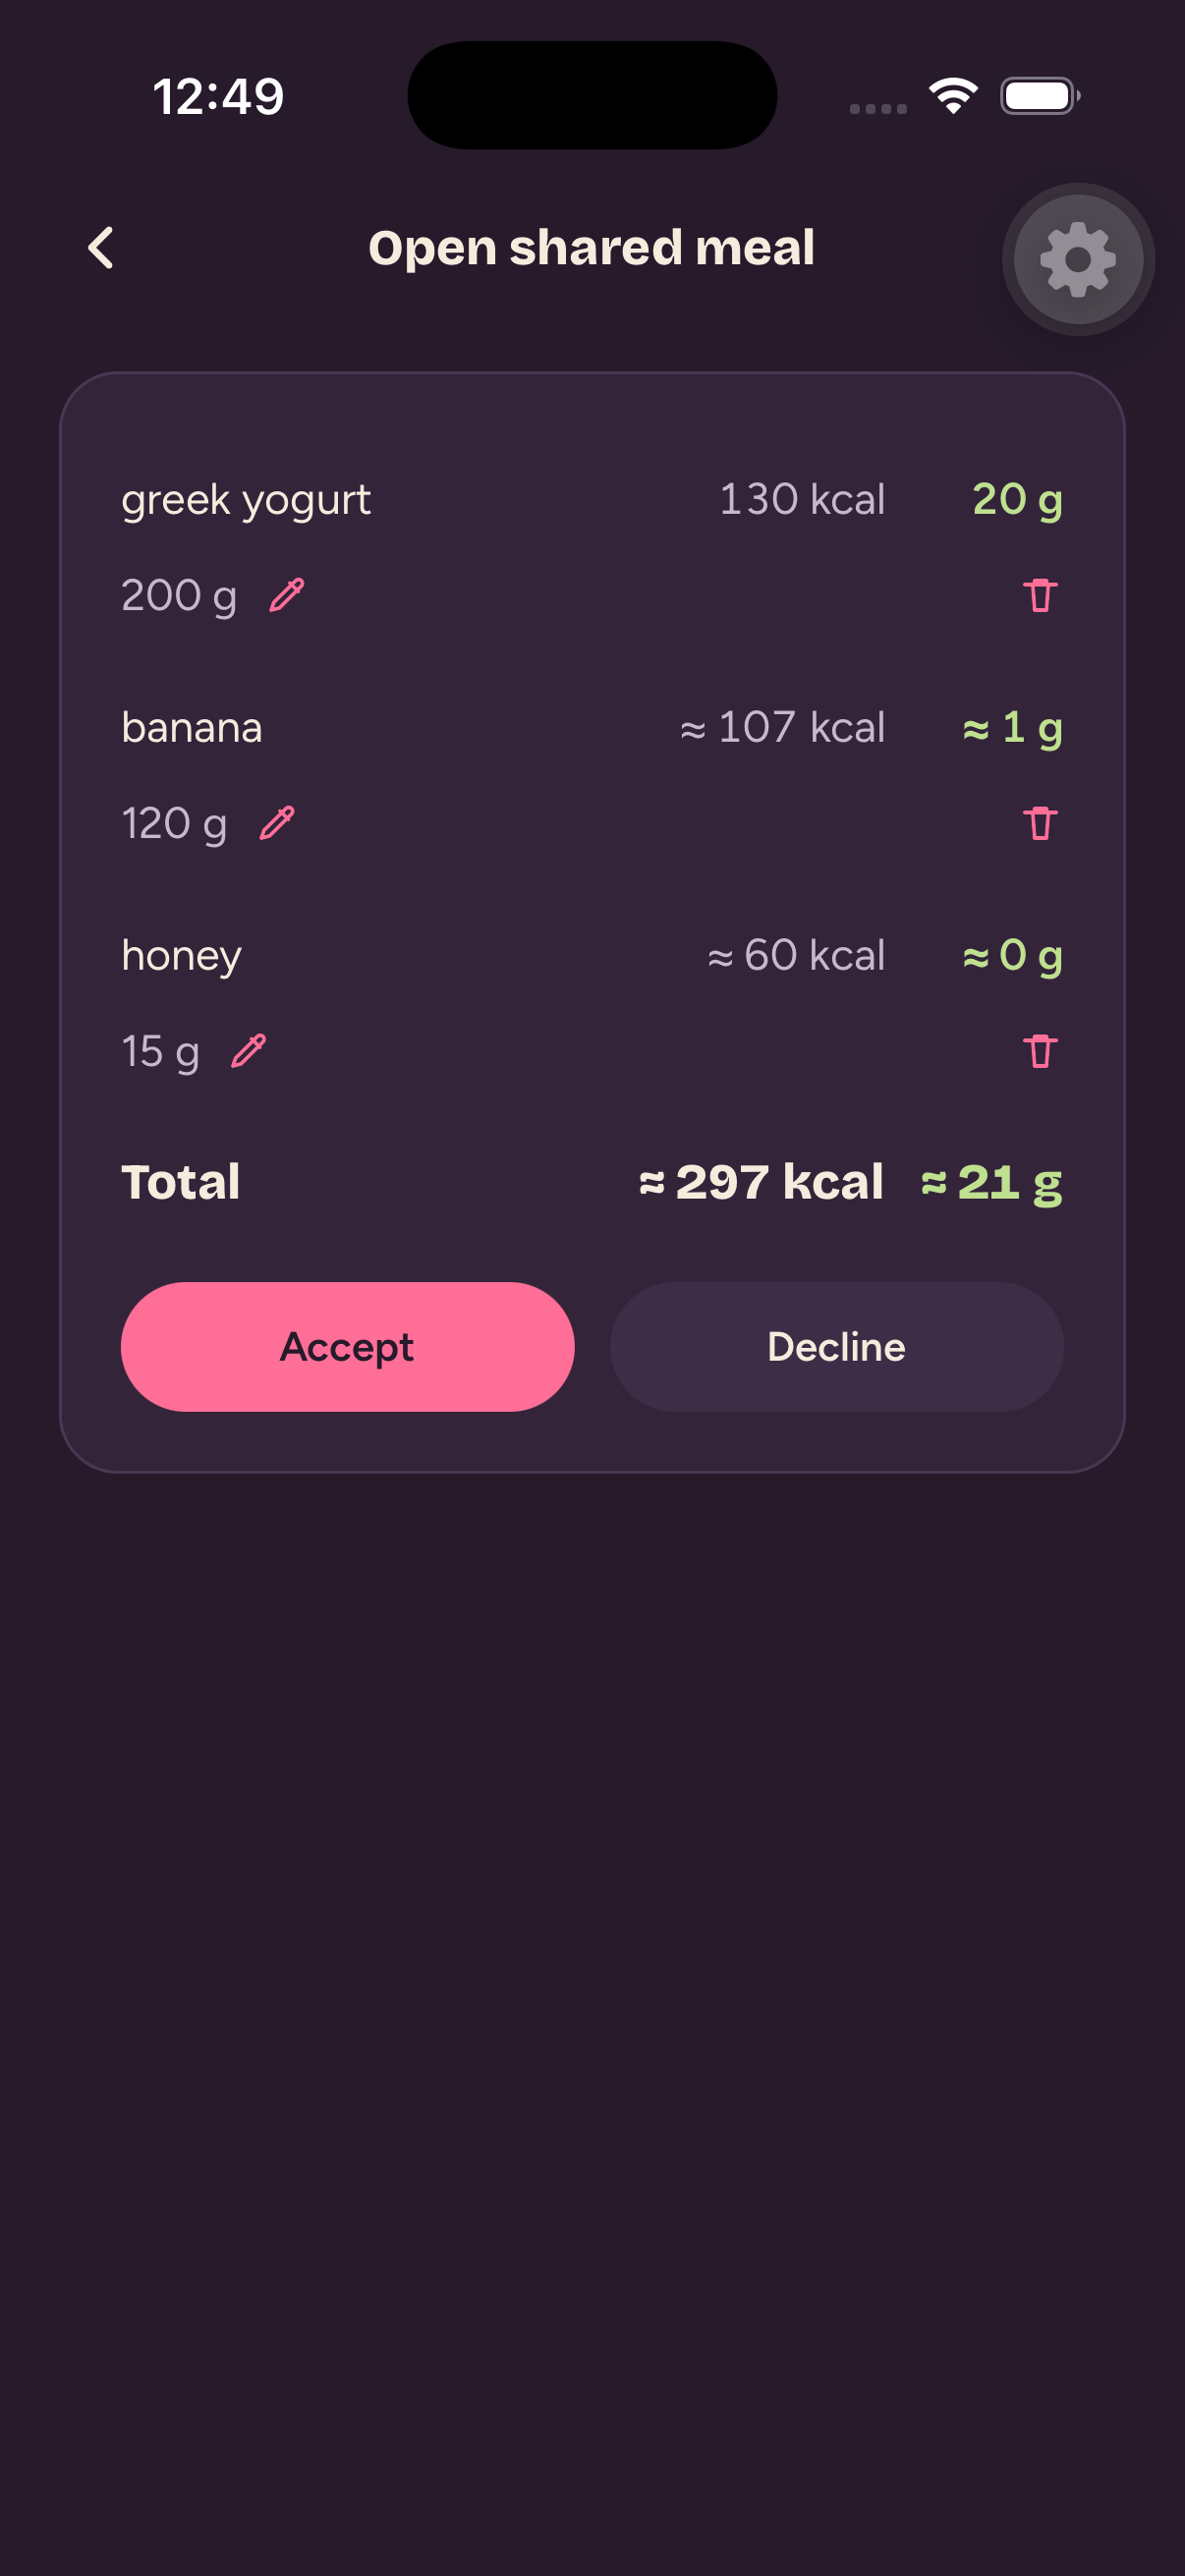 12:49
Open shared meal
greek yogurt 130 kcal 20 g
200 g
banana ≈ 107 kcal ≈ 1 g
120 g
honey ≈ 60 kcal ≈ 0 g
15 g
Total ≈ 297 kcal ≈ 21 g
Accept Decline